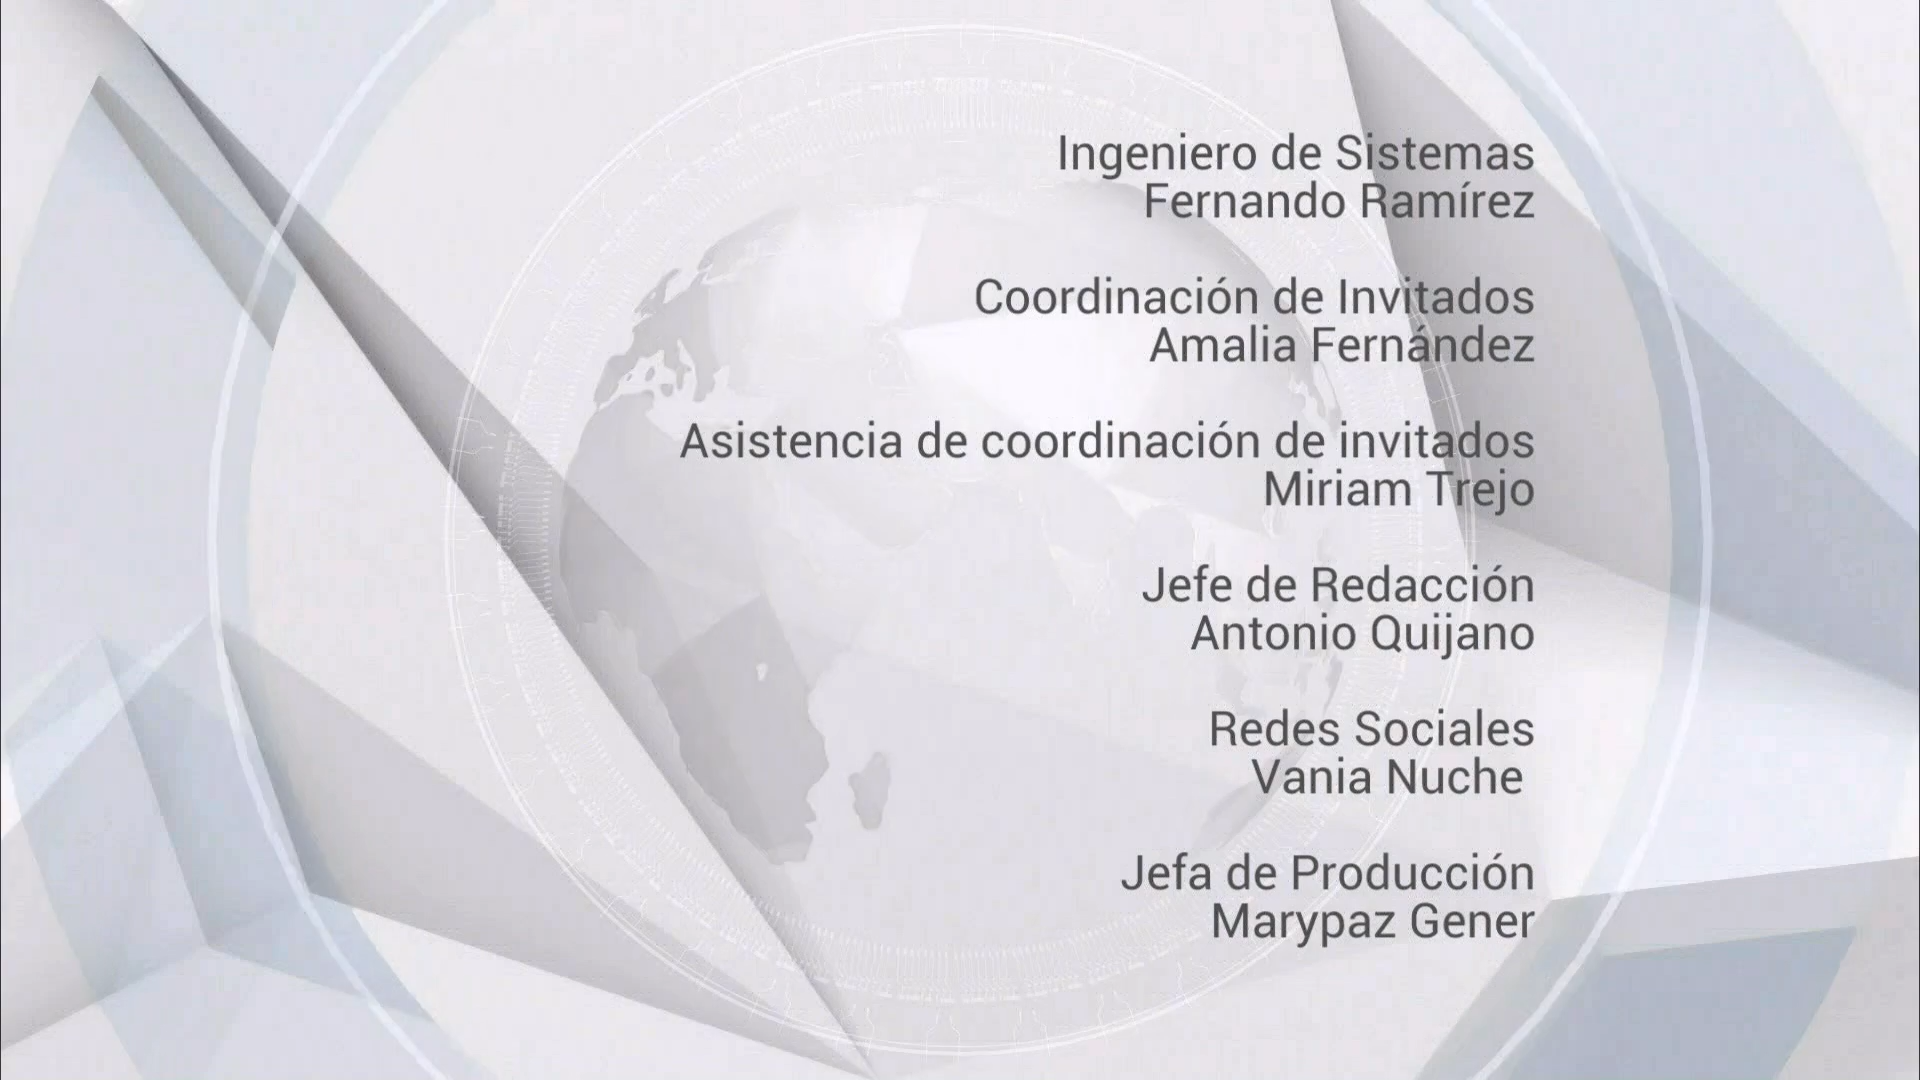 Ingeniero de Sistemas
Fernando Ramírez
Coordinación de Invitados
Amalia Fernández
Asistencia de coordinación de invitados
Miriam Trejo
Jefe de Redacción
Antonio Quijano
Redes Sociales
Vania Nuche
Jefa de Producción
Marypaz Gener